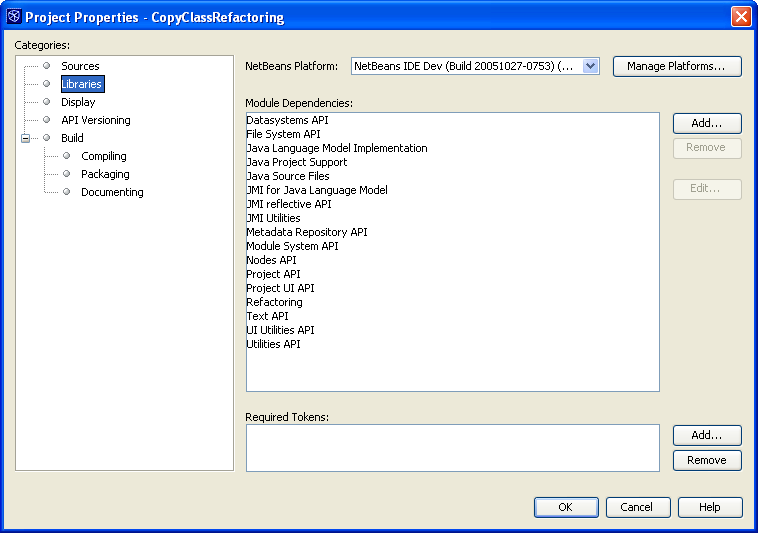 Project Properties - CopyClassRefactoring
Categories:
Sources
Libraries
Display
API Versioning
Build
Compiling
Packaging
Documenting
NetBeans Platform:
NetBeans IDE Dev (Build 20051027-0753) (...
Manage Platforms...
Module Dependencies:
Datasystems API
File System API
Java Language Model Implementation
Java Project Support
Java Source Files
JMI for Java Language Model
JMI reflective API
JMI Utilities
Metadata Repository API
Module System API
Nodes API
Project API
Project UI API
Refactoring
Text API
UI Utilities API
Utilities API
Add...
Remove
Edit...
Required Tokens:
Add...
Remove
OK
Cancel
Help